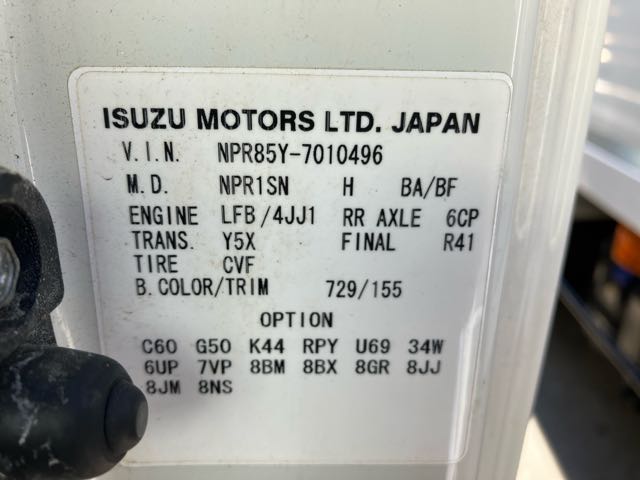 ISUZU MOTORS LTD. JAPAN
V.I.N. NPR85Y-7010496
M.D. NPR1SN H BA/BF
ENGINE LFB/4JJ1 RR AXLE 6CP
TRANS. Y5X FINAL R41
TIRE CVF
B.COLOR/TRIM 729/155
OPTION
C60 G50 K44 RPY U69 34W
6UP 7VP 8BM 8BX 8GR 8JJ
8JM 8NS